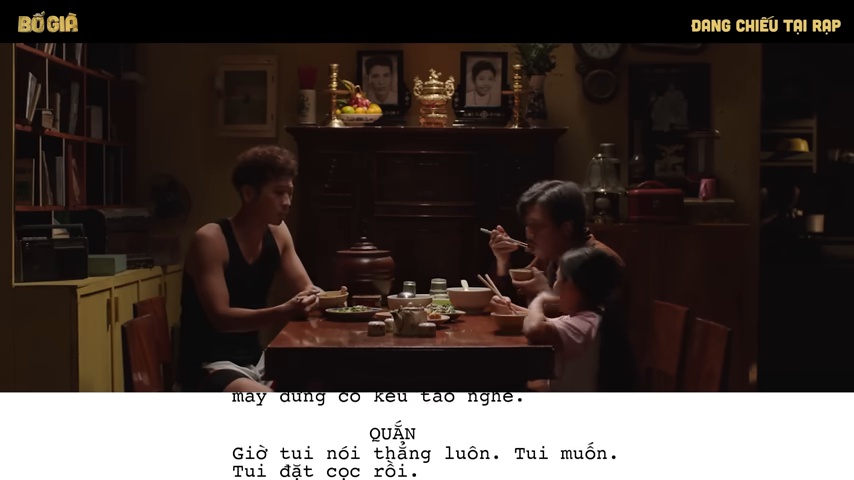 BỐ GIÀ
ĐANG CHIẾU TẠI RẠP
mày đừng có kêu tao nghe.
QUẮN
Giờ tui nói thẳng luôn. Tui muốn.
Tui đặt cọc rồi.